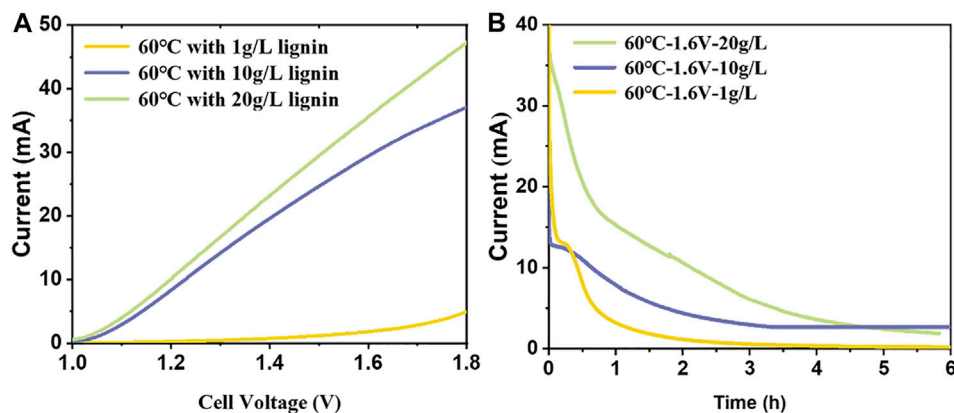 A
50
40
30
20
10
0
Current (mA)
60°C with 1g/L lignin
60°C with 10g/L lignin
60°C with 20g/L lignin
1.0 1.2 1.4 1.6 1.8
Cell Voltage (V)
B
40
30
20
10
0
Current (mA)
60°C-1.6V-20g/L
60°C-1.6V-10g/L
60°C-1.6V-1g/L
0 1 2 3 4 5 6
Time (h)